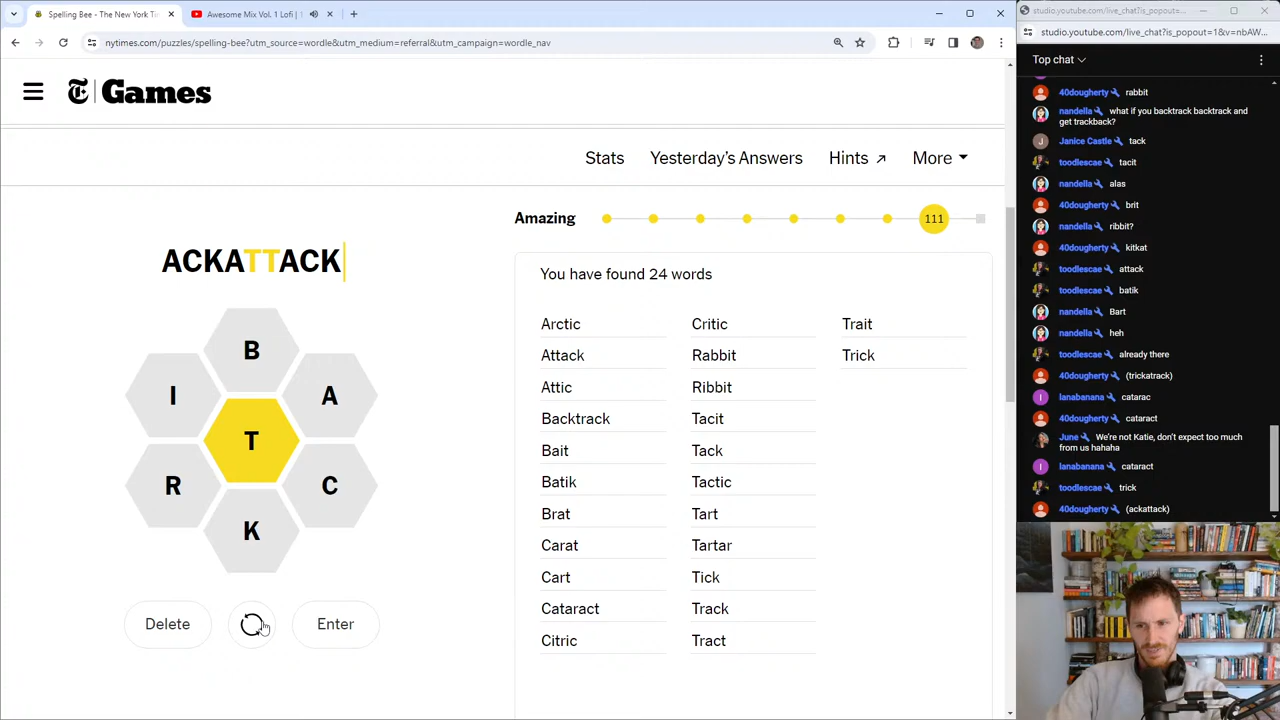 Spelling Bee - The New York Ti
Awesome Mix Vol. 1 Lofi |
studio.youtube.com/live_chat?is_popout=...
nytimes.com/puzzles/spelling-bee?utm_source=wordle&utm_medium=referral&utm_campaign=wordle_nav
studio.youtube.com/live_chat?is_popout=1&v=nbAW...
Top chat
Games
Stats
Yesterday's Answers
Hints
More
Amazing
111
ACKATTACK
You have found 24 words
Arctic
Attack
Attic
Backtrack
Bait
Batik
Brat
Carat
Cart
Cataract
Citric
Critic
Rabbit
Ribbit
Tacit
Tack
Tactic
Tart
Tartar
Tick
Track
Tract
Trait
Trick
B
I
A
T
R
C
K
Delete
Enter
40dougherty rabbit
nandella what if you backtrack backtrack and
get trackback?
J
Janice Castle tack
toodlescae tacit
nandella alas
40dougherty brit
nandella ribbit?
40dougherty kitkat
toodlescae attack
toodlescae batik
nandella Bart
nandella heh
toodlescae already there
40dougherty (trickatrack)
I
lanabanana catarac
40dougherty cataract
June We're not Katie, don't expect too much
from us hahaha
I
lanabanana cataract
toodlescae trick
40dougherty (ackattack)